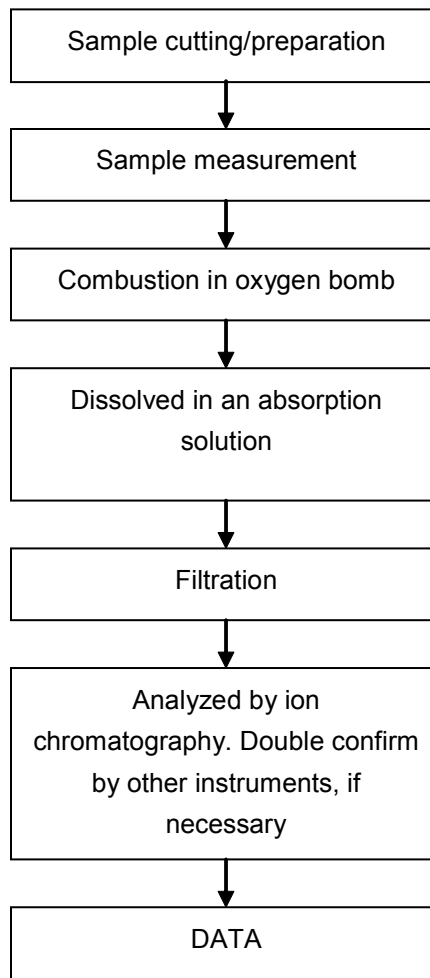 Sample cutting/preparation
Sample measurement
Combustion in oxygen bomb
Dissolved in an absorption
solution
Filtration
Analyzed by ion
chromatography. Double confirm
by other instruments, if
necessary
DATA